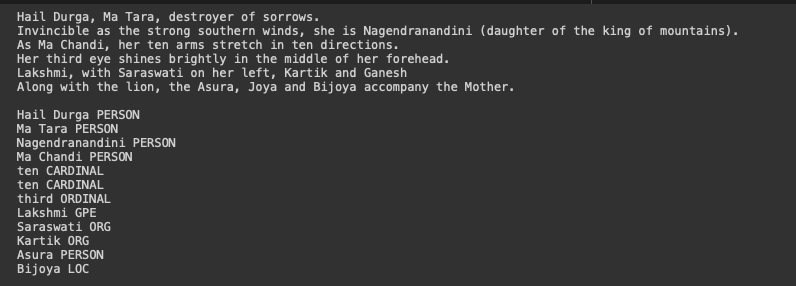 Hail Durga, Ma Tara, destroyer of sorrows.
Invincible as the strong southern winds, she is Nagendranandini (daughter of the king of mountains).
As Ma Chandi, her ten arms stretch in ten directions.
Her third eye shines brightly in the middle of her forehead.
Lakshmi, with Saraswati on her left, Kartik and Ganesh
Along with the lion, the Asura, Joya and Bijoya accompany the Mother.

Hail Durga PERSON
Ma Tara PERSON
Nagendranandini PERSON
Ma Chandi PERSON
ten CARDINAL
ten CARDINAL
third ORDINAL
Lakshmi GPE
Saraswati ORG
Kartik ORG
Asura PERSON
Bijoya LOC